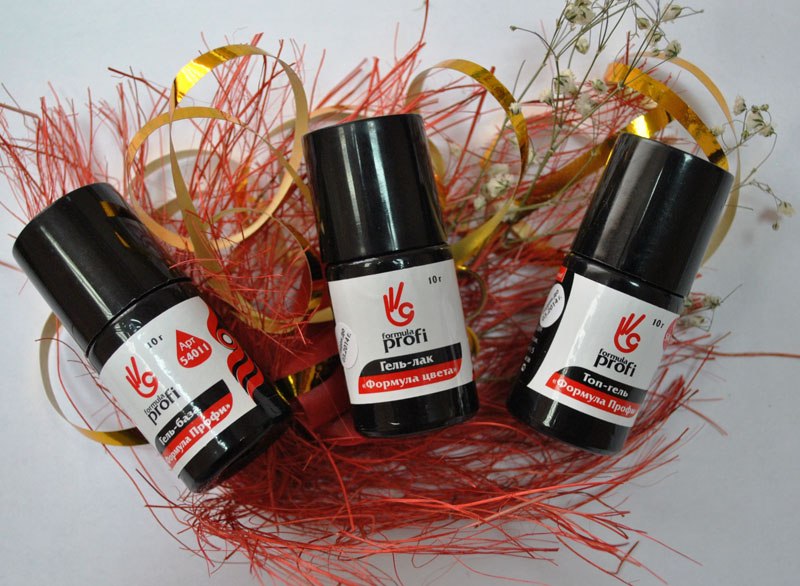 10 г
Арт
54011
formula
profi
Гель-база
«Формула Профи»
10 г
formula
profi
Гель-лак
«Формула цвета»
10 г
formula
profi
Топ-гель
«Формула Профи»